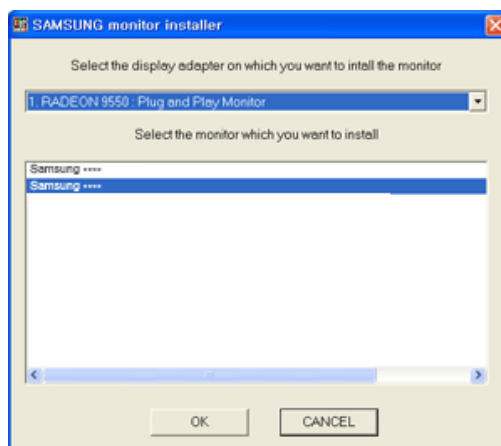 SAMSUNG monitor installer
Select the display adapter on which you want to intall the monitor
1. RADEON 9550 : Plug and Play Monitor
Select the monitor which you want to install
Samsung ****
Samsung ****
OK
CANCEL